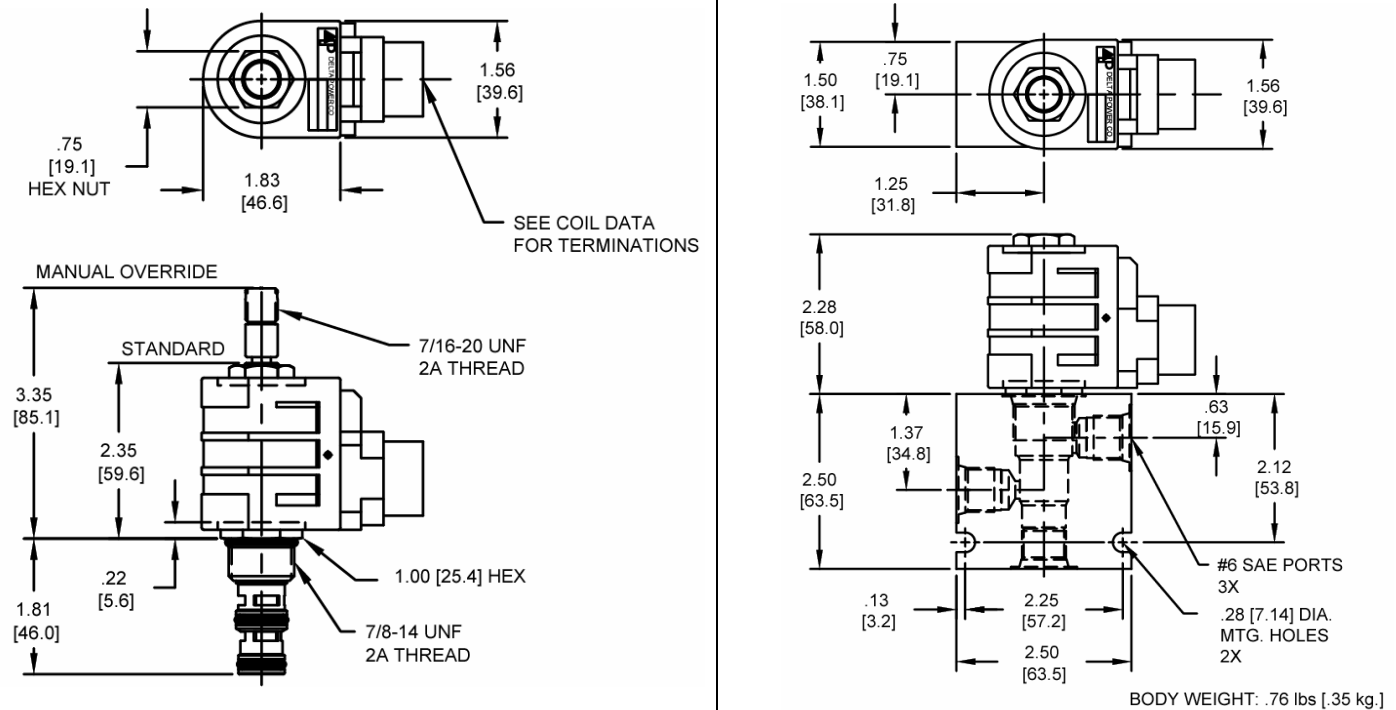 DELTA POWER CO
1.56
[39.6]
.75
[19.1]
HEX NUT
1.83
[46.6]
SEE COIL DATA
FOR TERMINATIONS
MANUAL OVERRIDE
7/16-20 UNF
2A THREAD
STANDARD
3.35
[85.1]
2.35
[59.6]
.22
[5.6]
1.00 [25.4] HEX
1.81
[46.0]
7/8-14 UNF
2A THREAD
DELTA POWER CO
.75
[19.1]
1.50
[38.1]
1.56
[39.6]
1.25
[31.8]
2.28
[58.0]
.63
[15.9]
1.37
[34.8]
2.12
[53.8]
2.50
[63.5]
#6 SAE PORTS
3X
.13
[3.2]
2.25
[57.2]
.28 [7.14] DIA.
MTG. HOLES
2X
2.50
[63.5]
BODY WEIGHT: .76 lbs [.35 kg.]